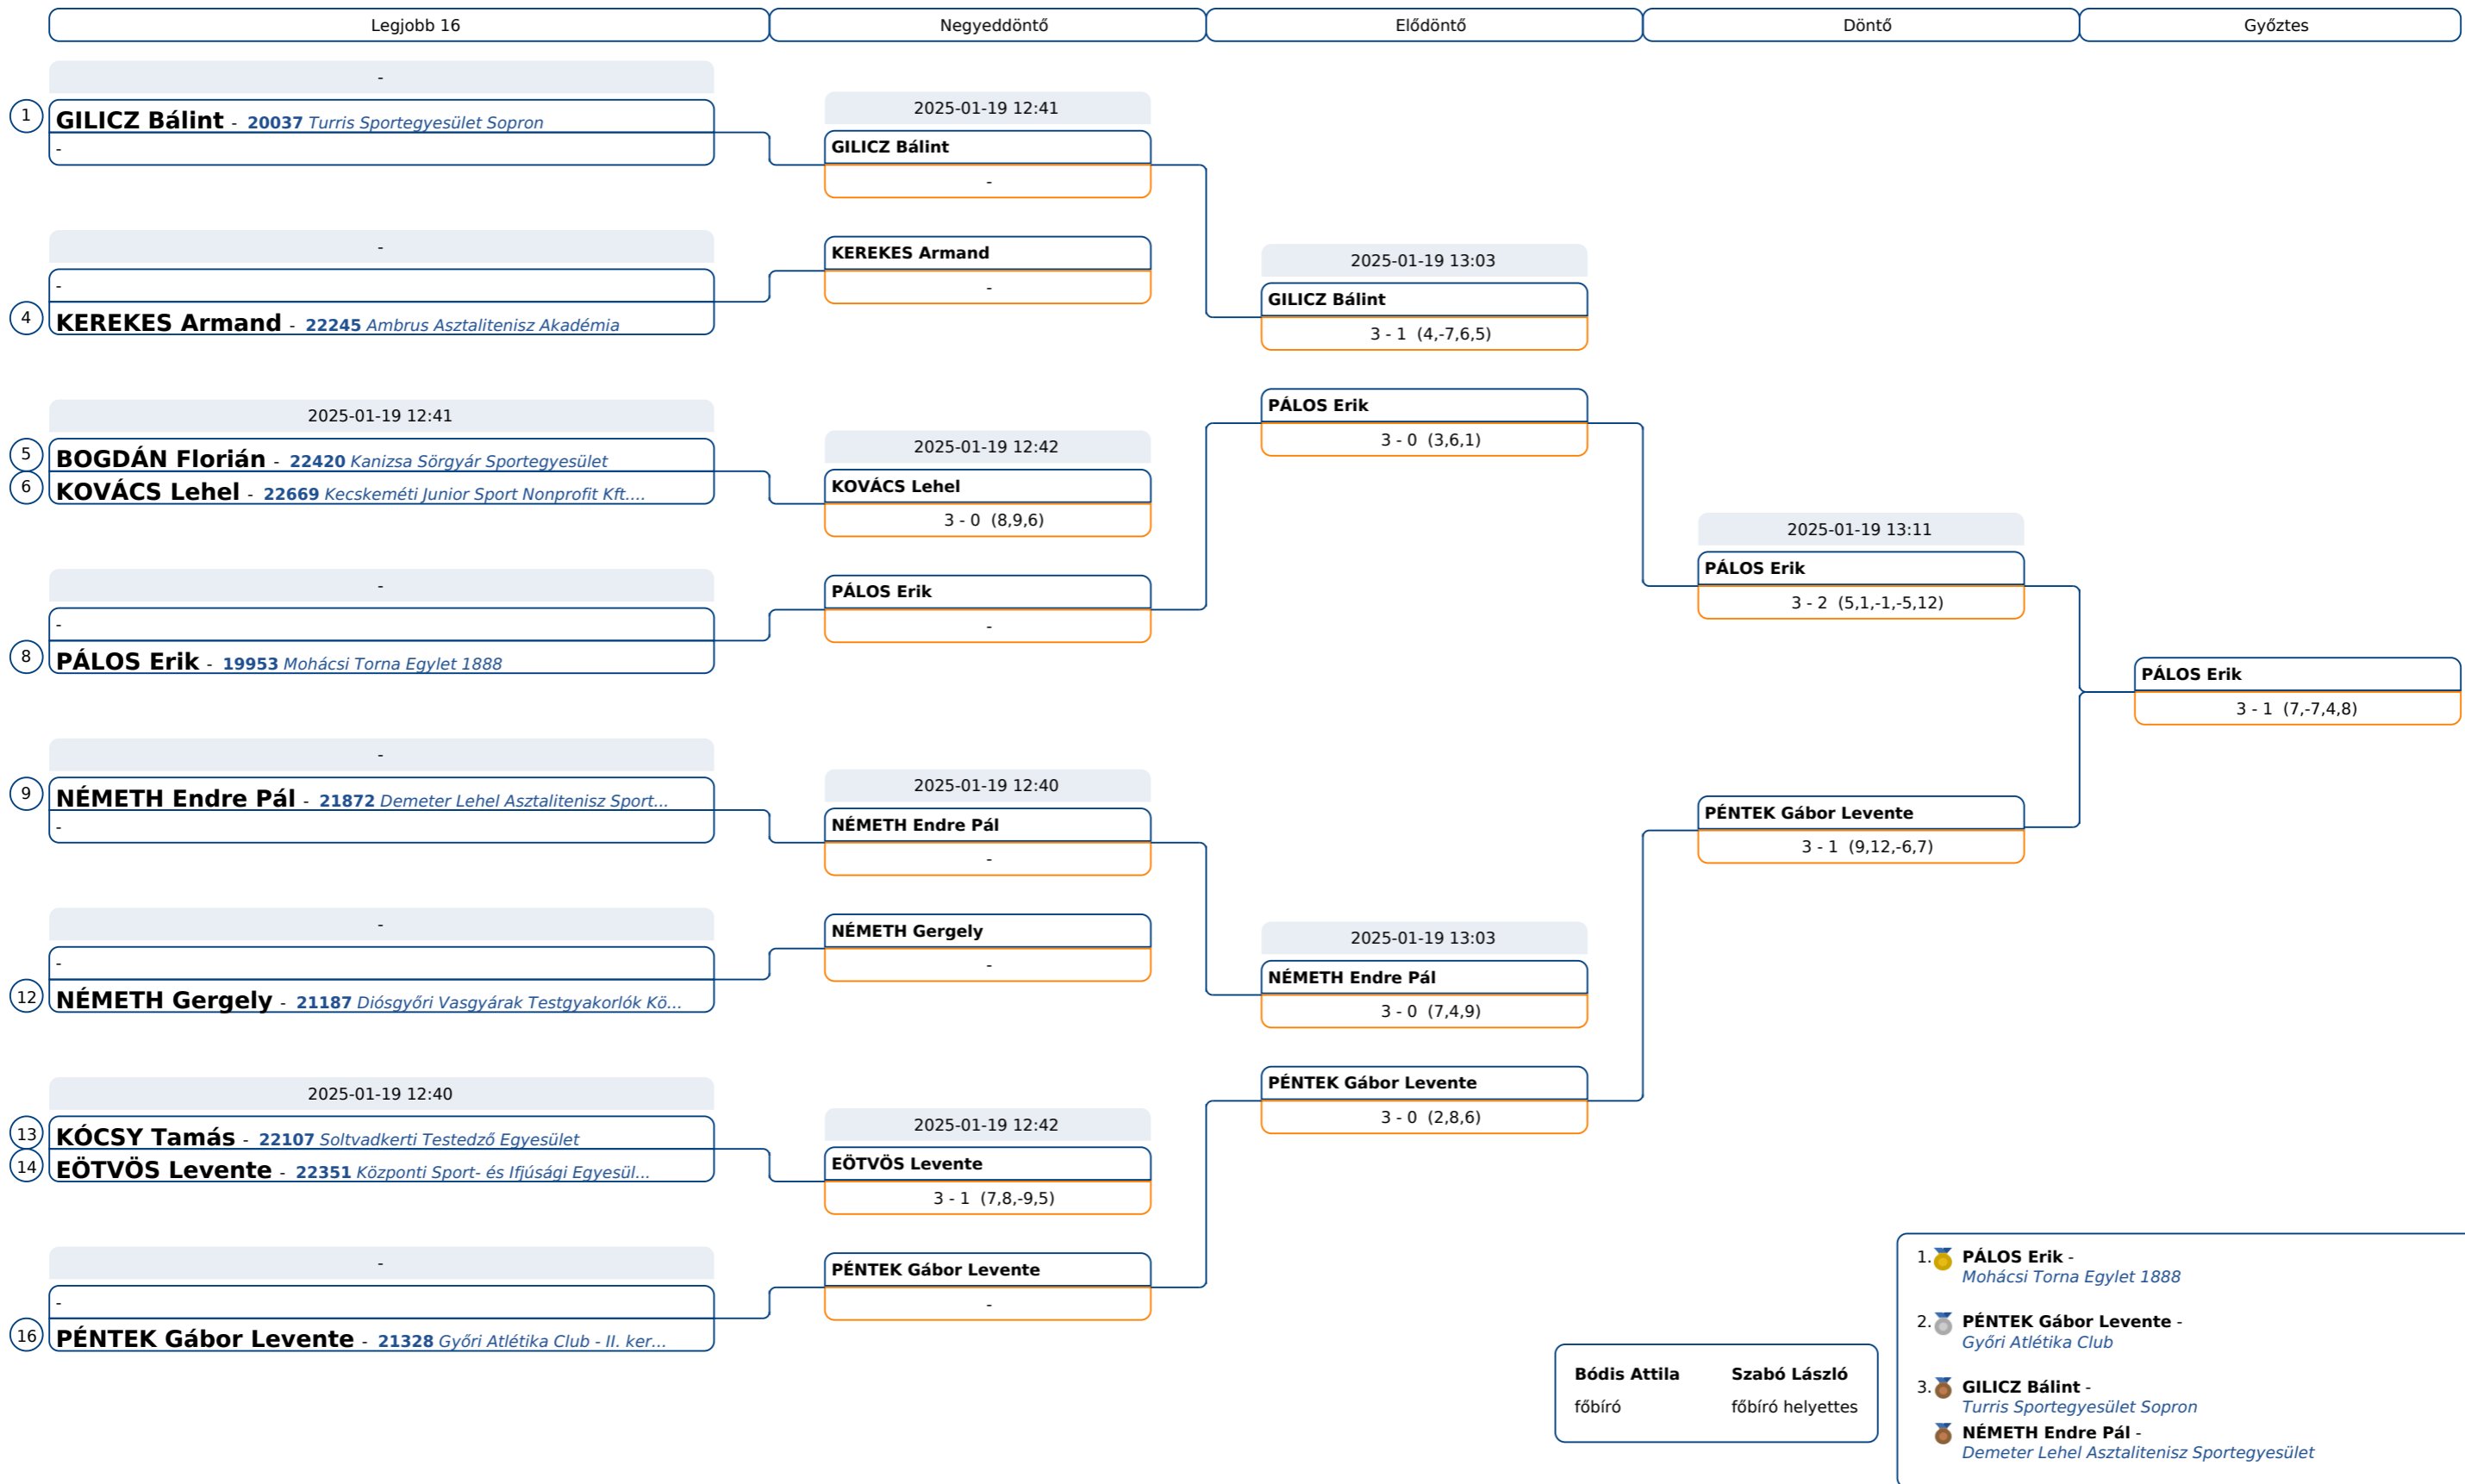 Legjobb 16
Negyeddöntő
Elődöntő
Döntő
Győztes
-
1 GILICZ Bálint - 20037 Turris Sportegyesület Sopron
-
-
-
4 KEREKES Armand - 22245 Ambrus Asztalitenisz Akadémia
2025-01-19 12:41
5 BOGDÁN Florián - 22420 Kanizsa Sörgyár Sportegyesület
6 KOVÁCS Lehel - 22669 Kecskeméti Junior Sport Nonprofit Kft....
-
-
8 PÁLOS Erik - 19953 Mohácsi Torna Egylet 1888
-
9 NÉMETH Endre Pál - 21872 Demeter Lehel Asztalitenisz Sport...
-
-
-
12 NÉMETH Gergely - 21187 Diósgyőri Vasgyárak Testgyakorlók Kö...
2025-01-19 12:40
13 KÓCSY Tamás - 22107 Soltvadkerti Testedző Egyesület
14 EÖTVÖS Levente - 22351 Központi Sport- és Ifjúsági Egyesül...
-
-
16 PÉNTEK Gábor Levente - 21328 Győri Atlétika Club - II. ker...
2025-01-19 12:41
GILICZ Bálint
-
KEREKES Armand
-
2025-01-19 12:42
KOVÁCS Lehel
3 - 0 (8,9,6)
PÁLOS Erik
-
2025-01-19 12:40
NÉMETH Endre Pál
-
NÉMETH Gergely
-
2025-01-19 12:42
EÖTVÖS Levente
3 - 1 (7,8,-9,5)
PÉNTEK Gábor Levente
-
2025-01-19 13:03
GILICZ Bálint
3 - 1 (4,-7,6,5)
PÁLOS Erik
3 - 0 (3,6,1)
2025-01-19 13:03
NÉMETH Endre Pál
3 - 0 (7,4,9)
PÉNTEK Gábor Levente
3 - 0 (2,8,6)
2025-01-19 13:11
PÁLOS Erik
3 - 2 (5,1,-1,-5,12)
PÉNTEK Gábor Levente
3 - 1 (9,12,-6,7)
PÁLOS Erik
3 - 1 (7,-7,4,8)
Bódis Attila Szabó László
főbíró főbíró helyettes
1. PÁLOS Erik -
Mohácsi Torna Egylet 1888
2. PÉNTEK Gábor Levente -
Győri Atlétika Club
3. GILICZ Bálint -
Turris Sportegyesület Sopron
NÉMETH Endre Pál -
Demeter Lehel Asztalitenisz Sportegyesület